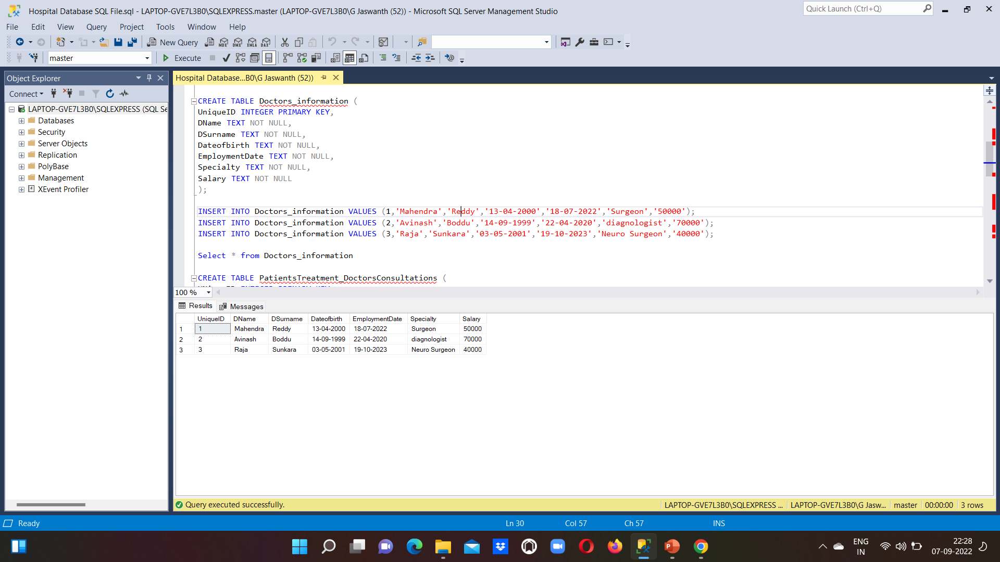 Hospital Database SQL File.sql - LAPTOP-GVE7L3B0\SQLEXPRESS.master (LAPTOP-GVE7L3B0\G Jaswanth (52)) - Microsoft SQL Server Management Studio
Quick Launch (Ctrl+Q)
File Edit View Query Project Tools Window Help
New Query MDX DMX XMLA DAX
master Execute
Object Explorer
Hospital Database...B0\G Jaswanth (52))
Connect
LAPTOP-GVE7L3B0\SQLEXPRESS (SQL Se
Databases
Security
Server Objects
Replication
PolyBase
Management
XEvent Profiler
CREATE TABLE Doctors_information (
UniqueID INTEGER PRIMARY KEY,
DName TEXT NOT NULL,
DSurname TEXT NOT NULL,
Dateofbirth TEXT NOT NULL,
EmploymentDate TEXT NOT NULL,
Specialty TEXT NOT NULL,
Salary TEXT NOT NULL
);
INSERT INTO Doctors_information VALUES (1,'Mahendra','Reddy','13-04-2000','18-07-2022','Surgeon','50000');
INSERT INTO Doctors_information VALUES (2,'Avinash','Boddu','14-09-1999','22-04-2020','diagnologist','70000');
INSERT INTO Doctors_information VALUES (3,'Raja','Sunkara','03-05-2001','19-10-2023','Neuro Surgeon','40000');
Select * from Doctors_information
CREATE TABLE PatientsTreatment_DoctorsConsultations (
100 %
Results Messages
UniqueID DName DSurname Dateofbirth EmploymentDate Specialty Salary
1 1 Mahendra Reddy 13-04-2000 18-07-2022 Surgeon 50000
2 2 Avinash Boddu 14-09-1999 22-04-2020 diagnologist 70000
3 3 Raja Sunkara 03-05-2001 19-10-2023 Neuro Surgeon 40000
Query executed successfully. LAPTOP-GVE7L3B0\SQLEXPRESS ... LAPTOP-GVE7L3B0\G Jasw... master 00:00:00 3 rows
Ready Ln 30 Col 57 Ch 57 INS
ENG
IN
22:28
07-09-2022